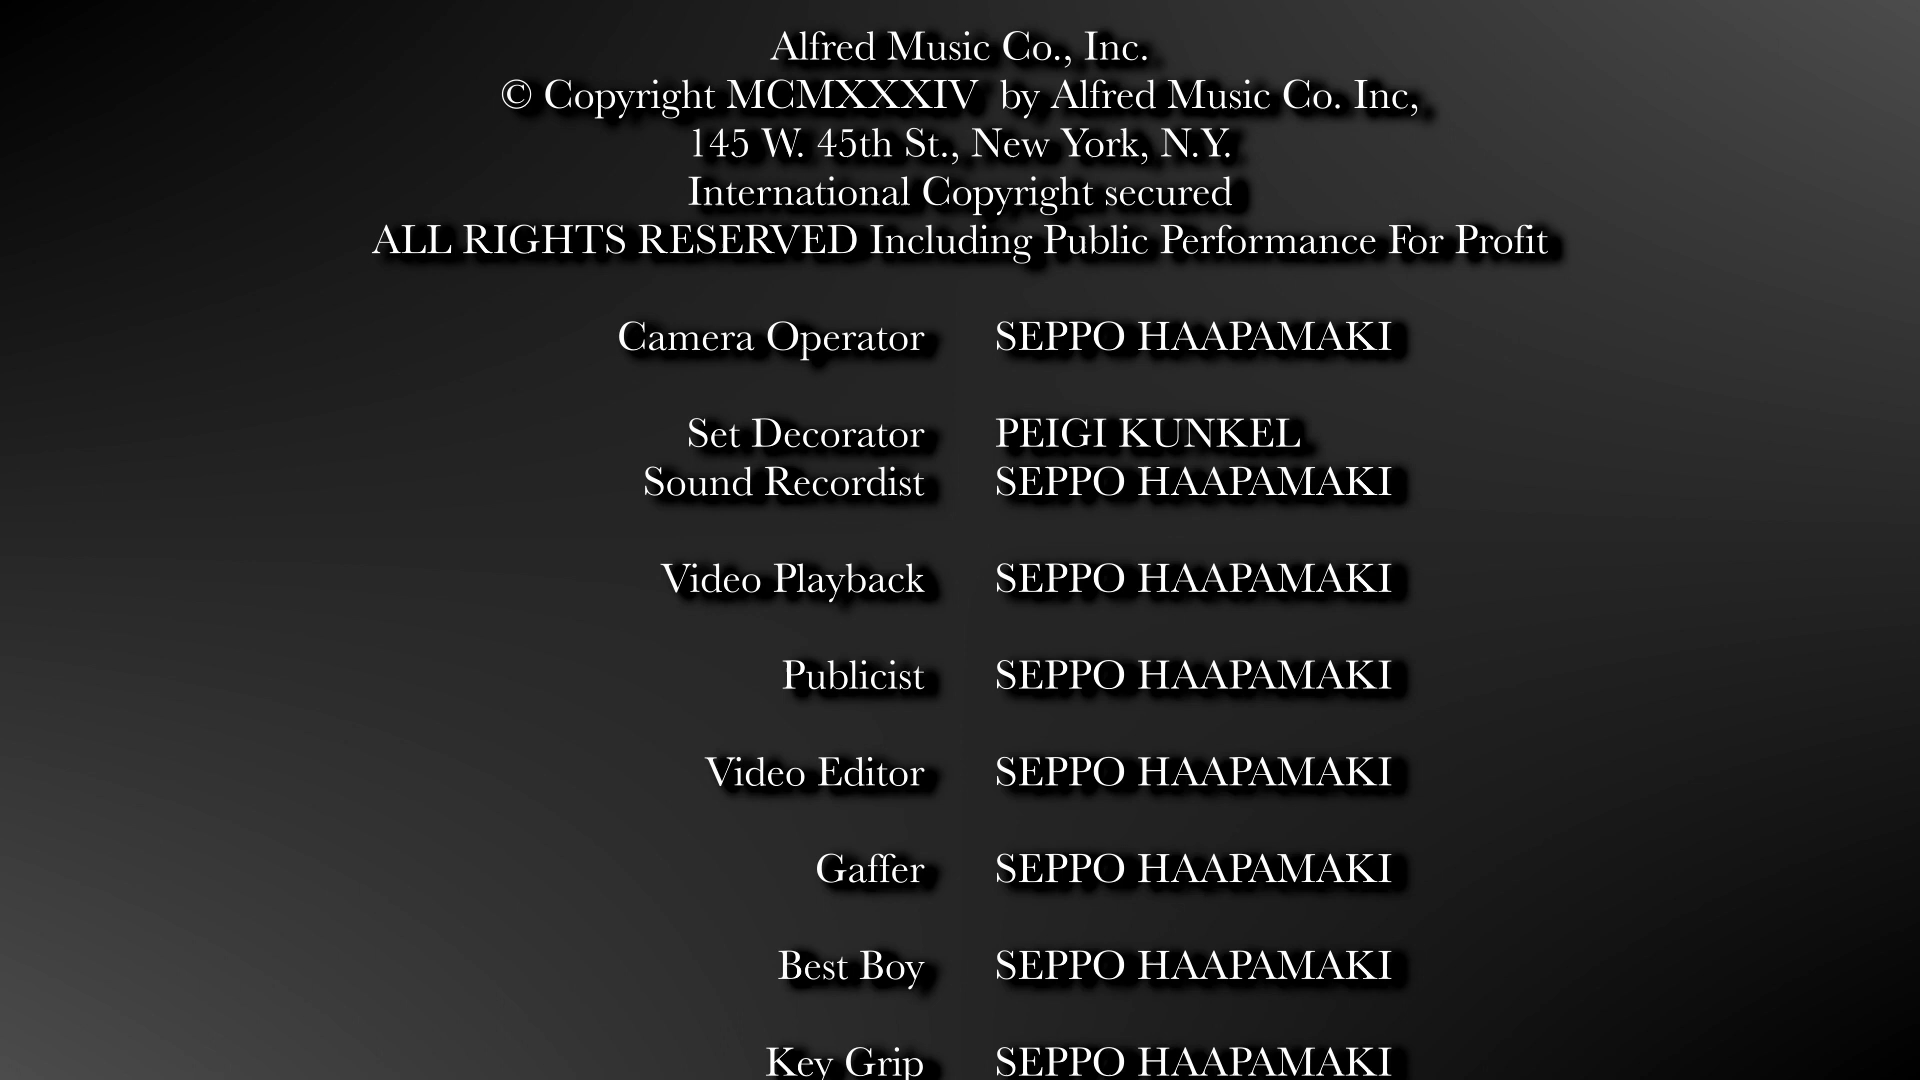 Alfred Music Co., Inc.
© Copyright MCMXXXIV by Alfred Music Co. Inc,
145 W. 45th St., New York, N.Y.
International Copyright secured
ALL RIGHTS RESERVED Including Public Performance For Profit
Camera Operator SEPPO HAAPAMAKI
Set Decorator PEIGI KUNKEL
Sound Recordist SEPPO HAAPAMAKI
Video Playback SEPPO HAAPAMAKI
Publicist SEPPO HAAPAMAKI
Video Editor SEPPO HAAPAMAKI
Gaffer SEPPO HAAPAMAKI
Best Boy SEPPO HAAPAMAKI
Key Grip SEPPO HAAPAMAKI